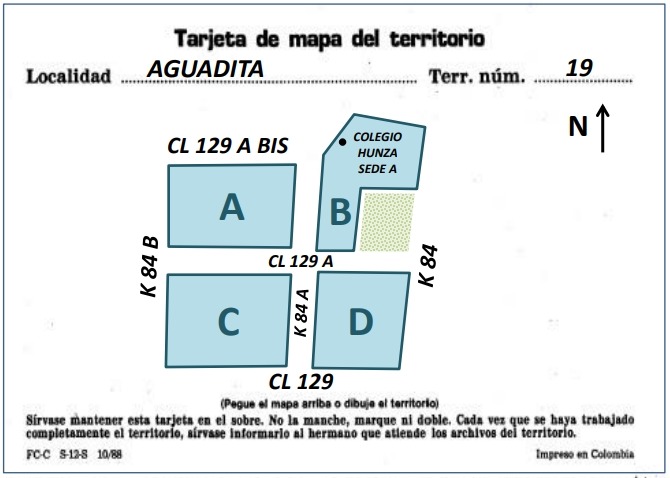 Tarjeta de mapa del territorio
Localidad AGUADITA Terr. núm. 19
N
COLEGIO
HUNZA
SEDE A
CL 129 A BIS
A
B
K 84 B
CL 129 A
K 84
C
K 84 A
D
CL 129
(Pegue el mapa arriba o dibuje el territorio)
Sírvase mantener esta tarjeta en el sobre. No la manche, marque ni doble. Cada vez que se haya trabajado
completamente el territorio, sírvase informarlo al hermano que atiende los archivos del territorio.
FC-C S-12-S 10/88 Impreso en Colombia